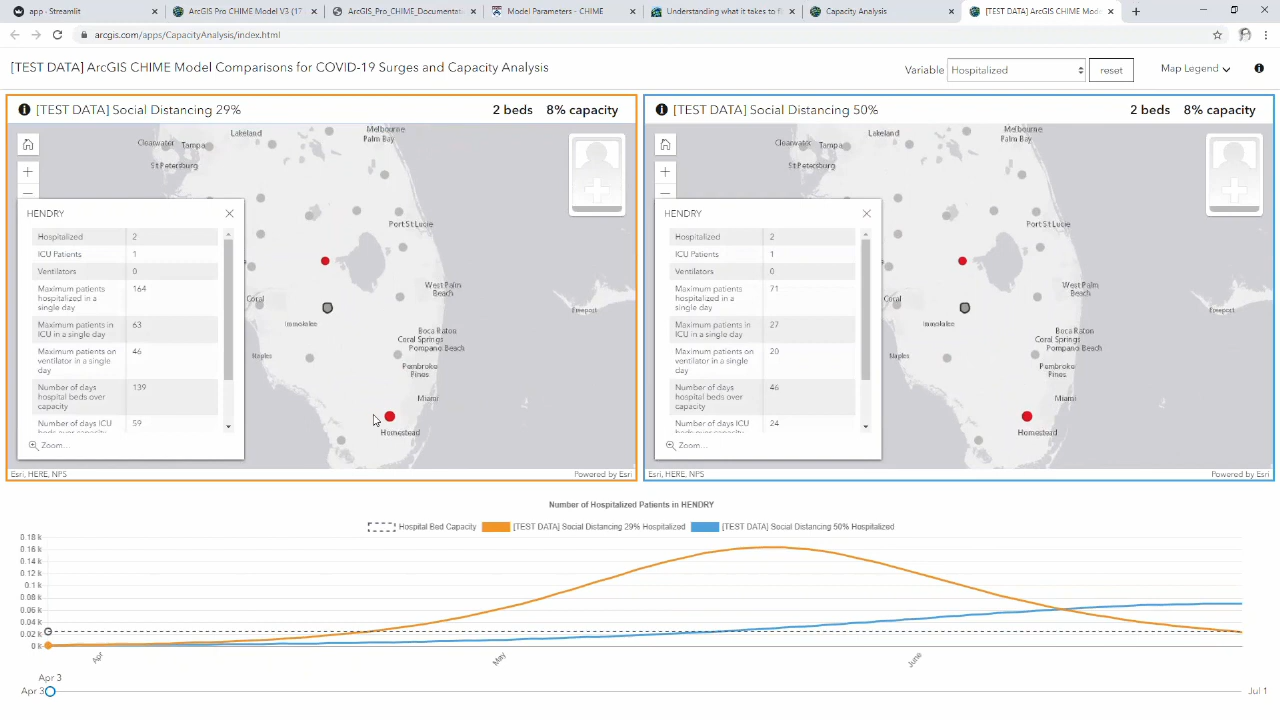 app - Streamlit
ArcGIS Pro CHIME Model V3 (17
ArcGIS_Pro_CHIME_Documentat
Model Parameters - CHIME
Understanding what it takes to fl
Capacity Analysis
[TEST DATA] ArcGIS CHIME Mode
arcgis.com/apps/CapacityAnalysis/index.html
[TEST DATA] ArcGIS CHIME Model Comparisons for COVID-19 Surges and Capacity Analysis
Variable
Hospitalized
reset
Map Legend
[TEST DATA] Social Distancing 29%
2 beds 8% capacity
Lakeland
Melbourne
Palm Bay
Clearwater
Tampa
St Petersburg
Port St Lucie
West Palm
Beach
Coral
Immokalee
Freeport
Boca Raton
Coral Springs
Pompano Beach
Naples
Pembroke
Pines
Miami
Homestead
HENDRY
Hospitalized 2
ICU Patients 1
Ventilators 0
Maximum patients
hospitalized in a
single day
164
Maximum patients in
ICU in a single day
63
Maximum patients on
ventilator in a single
day
46
Number of days
hospital beds over
capacity
139
Number of days ICU
beds over capacity
59
Zoom...
Esri, HERE, NPS
Powered by Esri
[TEST DATA] Social Distancing 50%
2 beds 8% capacity
Lakeland
Melbourne
Palm Bay
Clearwater
Tampa
St Petersburg
Port St Lucie
West Palm
Beach
Coral
Immokalee
Freeport
Boca Raton
Coral Springs
Pompano Beach
Naples
Pembroke
Pines
Miami
Homestead
HENDRY
Hospitalized 2
ICU Patients 1
Ventilators 0
Maximum patients
hospitalized in a
single day
71
Maximum patients in
ICU in a single day
27
Maximum patients on
ventilator in a single
day
20
Number of days
hospital beds over
capacity
46
Number of days ICU
beds over capacity
24
Zoom...
Esri, HERE, NPS
Powered by Esri
Number of Hospitalized Patients in HENDRY
Hospital Bed Capacity
[TEST DATA] Social Distancing 29% Hospitalized
[TEST DATA] Social Distancing 50% Hospitalized
0.18 k
0.16 k
0.14 k
0.12 k
0.1 k
0.08 k
0.06 k
0.04 k
0.02 k
0 k
Apr
May
June
Apr 3
Apr 3
Jul 1